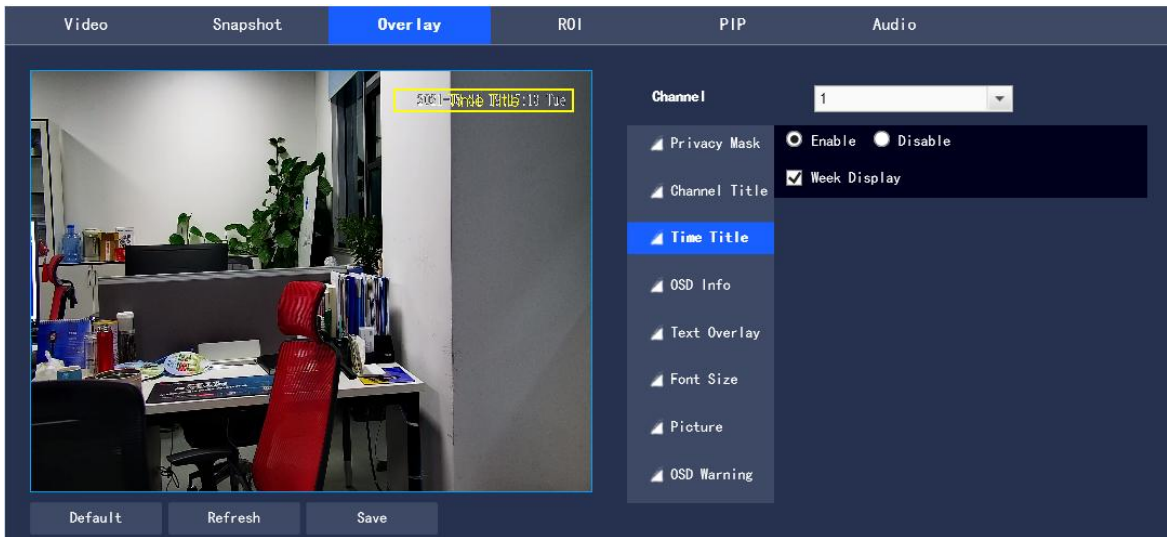 Video Snapshot Overlay ROI PIP Audio
Tue
Channel 1
Privacy Mask
Enable Disable
Week Display
Channel Title
Time Title
OSD Info
Text Overlay
Font Size
Picture
OSD Warning
Default Refresh Save